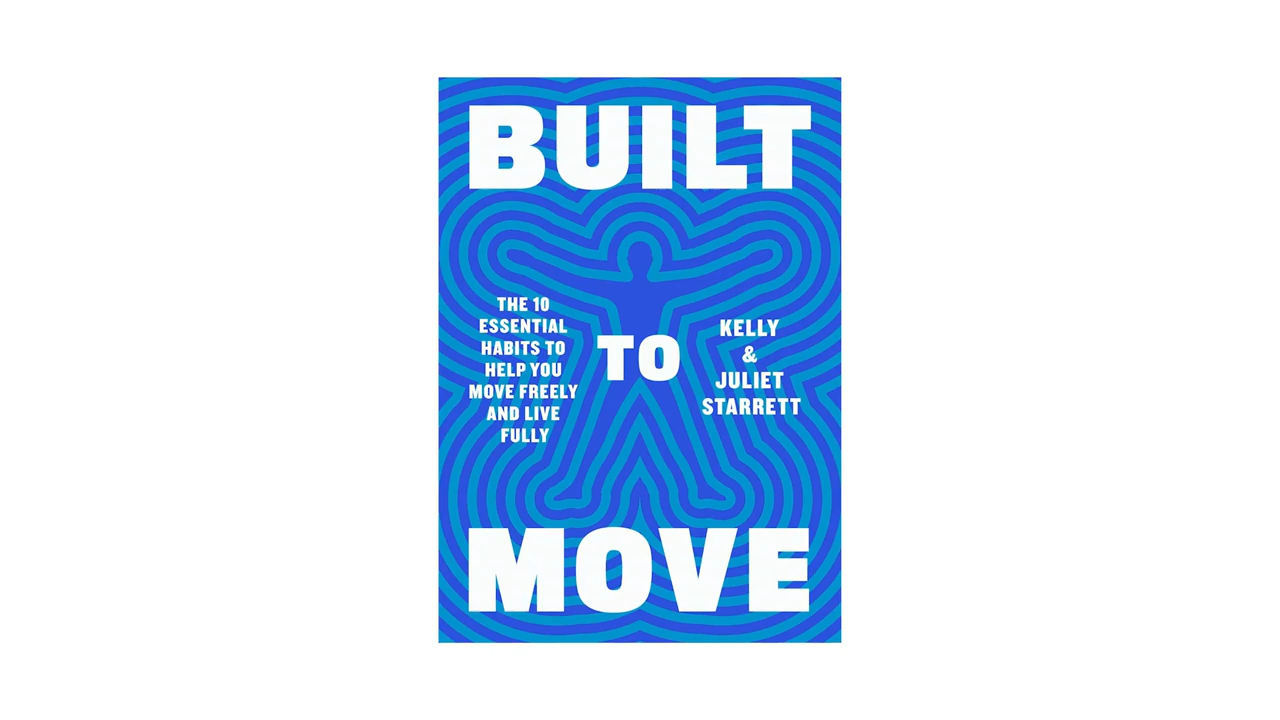 BUILT
THE 10
ESSENTIAL
HABITS TO
HELP YOU
MOVE FREELY
AND LIVE
FULLY
TO
KELLY
&
JULIET
STARRETT
MOVE